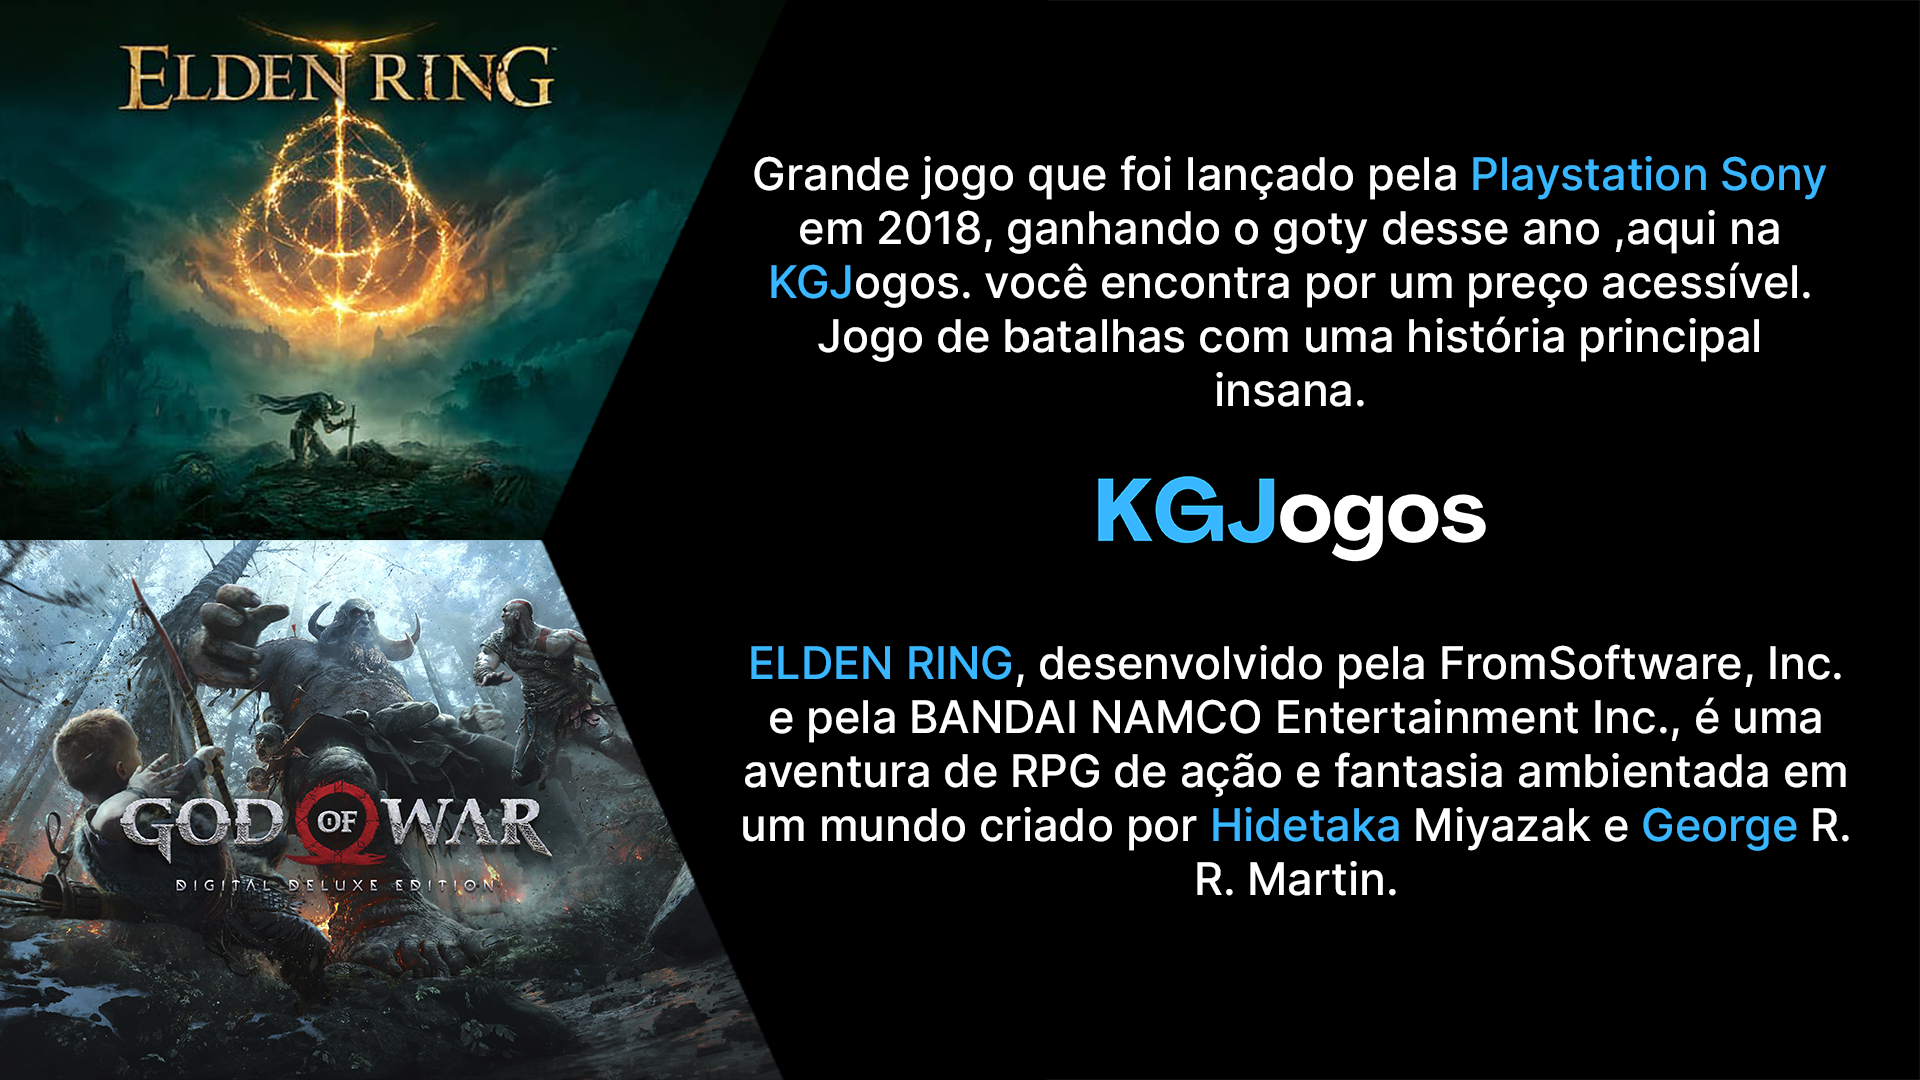 ELDEN RING
Grande jogo que foi lançado pela Playstation Sony
em 2018, ganhando o goty desse ano ,aqui na
KGJogos. você encontra por um preço acessível.
Jogo de batalhas com uma história principal
insana.
KGJogos
GOD OF WAR
DIGITAL DELUXE EDITION
ELDEN RING, desenvolvido pela FromSoftware, Inc.
e pela BANDAI NAMCO Entertainment Inc., é uma
aventura de RPG de ação e fantasia ambientada em
um mundo criado por Hidetaka Miyazak e George R.
R. Martin.